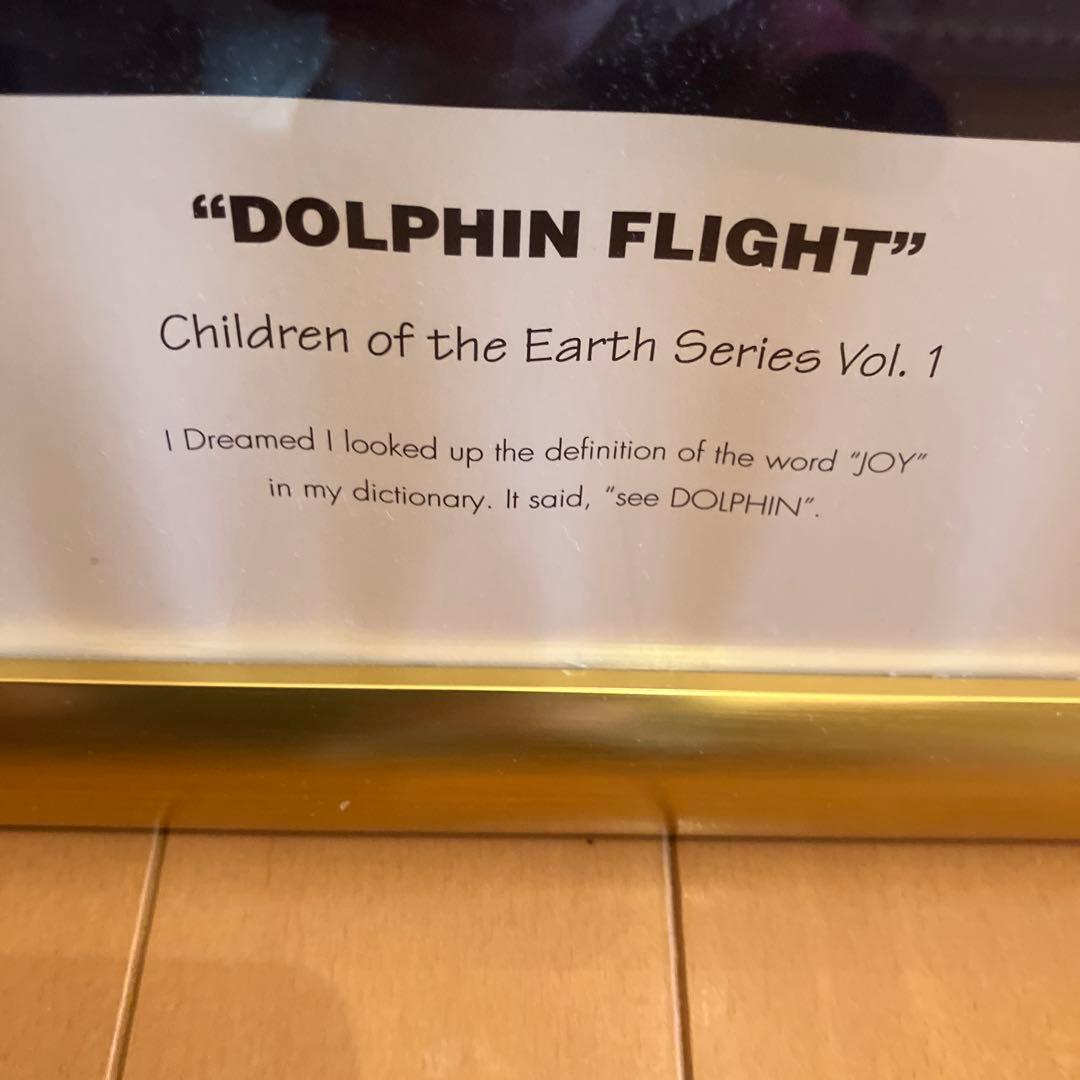 “DOLPHIN FLIGHT”
Children of the Earth Series Vol. 1
I Dreamed I looked up the definition of the word "JOY"
in my dictionary. It said, "see DOLPHIN".